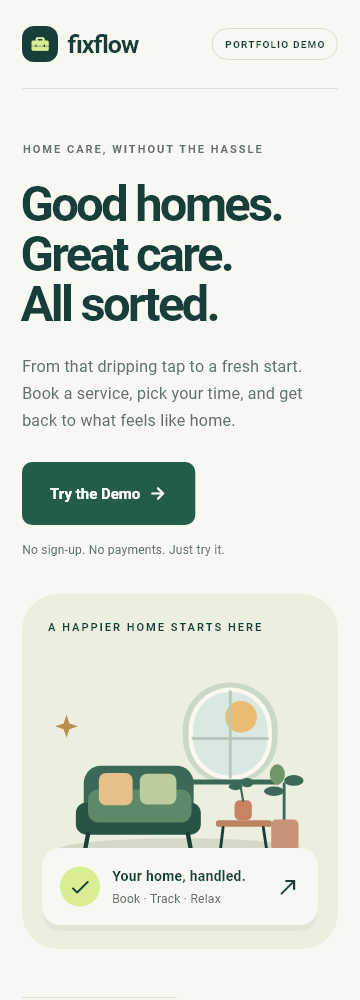 fixflow
PORTFOLIO DEMO
HOME CARE, WITHOUT THE HASSLE
Good homes.
Great care.
All sorted.
From that dripping tap to a fresh start.
Book a service, pick your time, and get
back to what feels like home.
Try the Demo
No sign-up. No payments. Just try it.
A HAPPIER HOME STARTS HERE
Your home, handled.
Book · Track · Relax